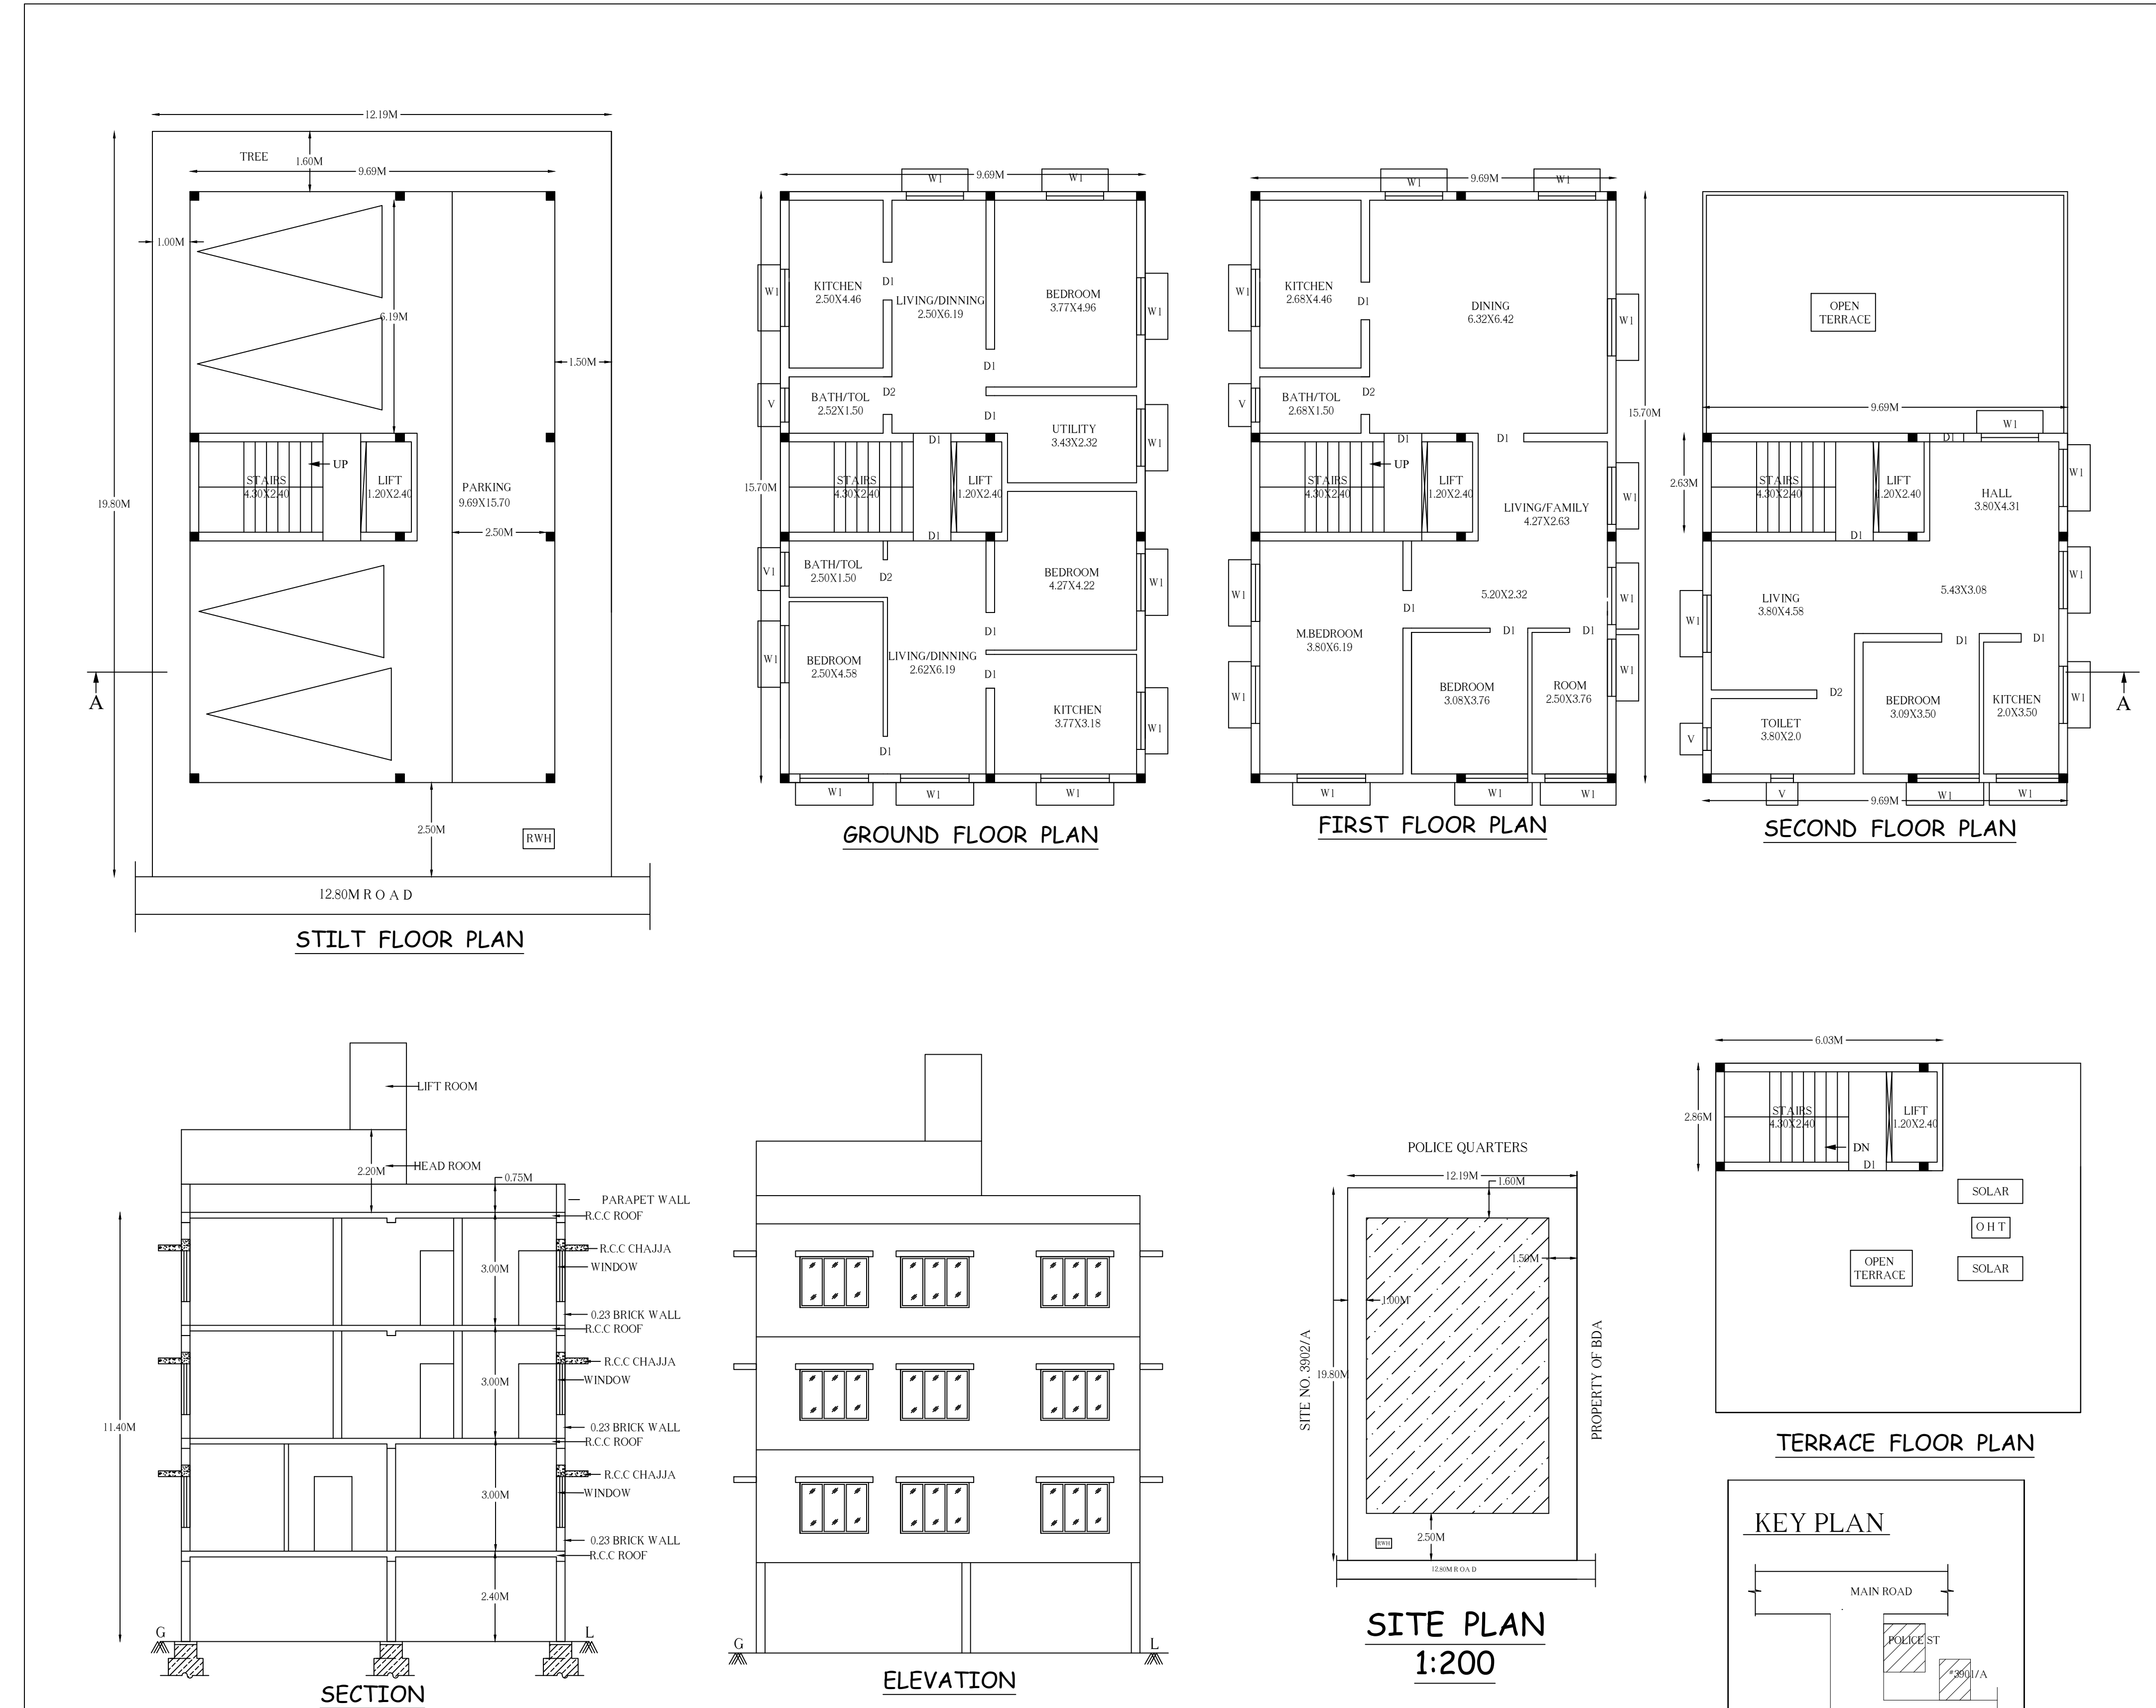 12.19M
TREE
1.60M
9.69M
1.00M
6.19M
1.50M
UP
STAIRS
4.30X2.40
LIFT
1.20X2.40
PARKING
9.69X15.70
2.50M
19.80M
A
2.50M
RWH
12.80M R O A D
STILT FLOOR PLAN
W1
9.69M
W1
W1
KITCHEN
2.50X4.46
D1
LIVING/DINNING
2.50X6.19
BEDROOM
3.77X4.96
W1
D1
V
BATH/TOL
2.52X1.50
D2
D1
UTILITY
3.43X2.32
W1
D1
15.70M
STAIRS
4.30X2.40
LIFT
1.20X2.40
D1
V1
BATH/TOL
2.50X1.50
D2
BEDROOM
4.27X4.22
W1
D1
W1
BEDROOM
2.50X4.58
LIVING/DINNING
2.62X6.19
D1
KITCHEN
3.77X3.18
W1
D1
W1
W1
W1
GROUND FLOOR PLAN
W1
9.69M
W1
W1
KITCHEN
2.68X4.46
D1
DINING
6.32X6.42
W1
V
BATH/TOL
2.68X1.50
D2
15.70M
D1
D1
UP
STAIRS
4.30X2.40
LIFT
1.20X2.40
LIVING/FAMILY
4.27X2.63
W1
W1
D1
5.20X2.32
W1
M.BEDROOM
3.80X6.19
D1
D1
W1
W1
BEDROOM
3.08X3.76
ROOM
2.50X3.76
W1
W1
W1
FIRST FLOOR PLAN
OPEN
TERRACE
9.69M
W1
D1
2.63M
STAIRS
4.30X2.40
LIFT
1.20X2.40
HALL
3.80X4.31
W1
D1
W1
LIVING
3.80X4.58
5.43X3.08
W1
D1
D1
D2
BEDROOM
3.09X3.50
KITCHEN
2.0X3.50
W1
A
V
TOILET
3.80X2.0
V
9.69M
W1
W1
SECOND FLOOR PLAN
LIFT ROOM
2.20M
HEAD ROOM
0.75M
PARAPET WALL
R.C.C ROOF
R.C.C CHAJJA
3.00M
WINDOW
0.23 BRICK WALL
R.C.C ROOF
R.C.C CHAJJA
3.00M
WINDOW
11.40M
0.23 BRICK WALL
R.C.C ROOF
R.C.C CHAJJA
3.00M
WINDOW
0.23 BRICK WALL
R.C.C ROOF
2.40M
G
L
SECTION
G
L
ELEVATION
POLICE QUARTERS
12.19M
1.60M
1.50M
1.00M
SITE NO. 3902/A
19.80M
PROPERTY OF BDA
2.50M
RWH
12.80M R OA D
SITE PLAN
1:200
6.03M
2.86M
STAIRS
4.30X2.40
LIFT
1.20X2.40
DN
D1
SOLAR
O H T
OPEN
TERRACE
SOLAR
TERRACE FLOOR PLAN
KEY PLAN
MAIN ROAD
POLICE ST
#3901/A